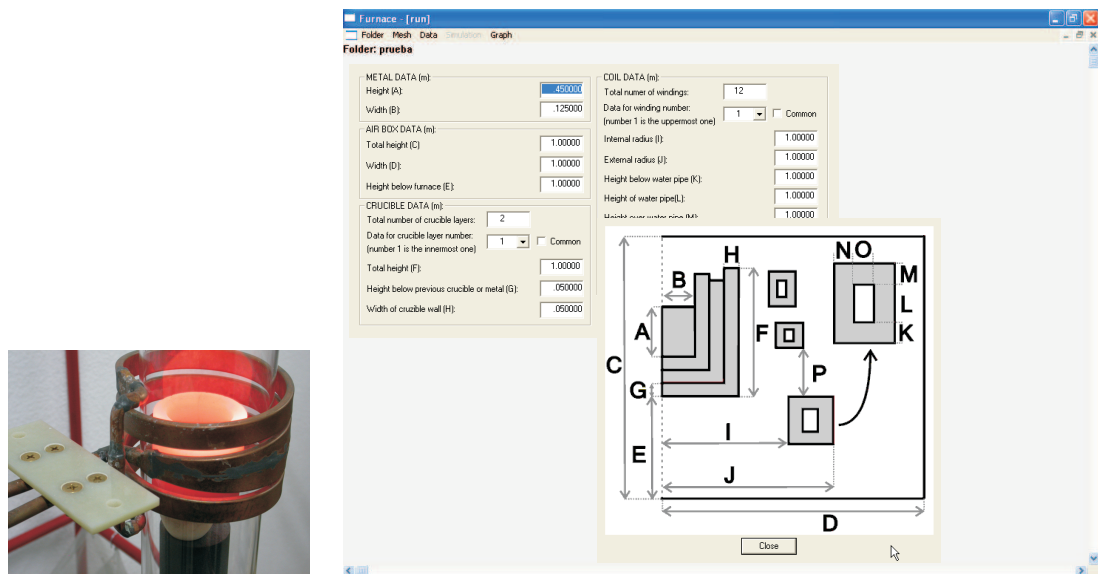 Furnace - [run]
Folder Mesh Data Simulation Graph
Folder: prueba
METAL DATA (m):
Height (A): .450000
Width (B): .125000
AIR BOX DATA (m):
Total height (C) 1.00000
Width (D): 1.00000
Height below furnace (E): 1.00000
CRUCIBLE DATA (m):
Total number of crucible layers: 2
Data for crucible layer number: 1 Common
(number 1 is the innermost one)
Total height (F): 1.00000
Height below previous crucible or metal (G): .050000
Width of cruzible wall (H): .050000
COIL DATA (m):
Total numer of windings: 12
Data for winding number: 1 Common
(number 1 is the uppermost one)
Internal radius (I): 1.00000
External radius (J): 1.00000
Height below water pipe (K): 1.00000
Height of water pipe(L): 1.00000
Height over water pipe (M): 1.00000
H
N O
B
M
L
A
F
K
C
P
G
I
E
J
D
Close